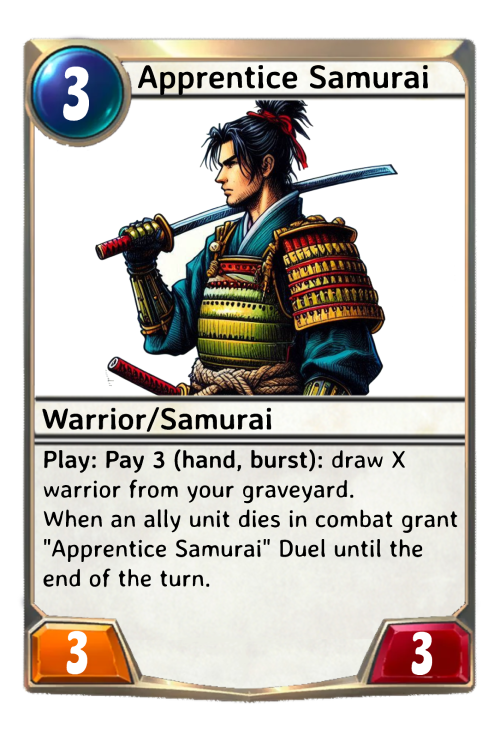 3
Apprentice Samurai
Warrior/Samurai
Play: Pay 3 (hand, burst): draw X
warrior from your graveyard.
When an ally unit dies in combat grant
"Apprentice Samurai" Duel until the
end of the turn.
3
3